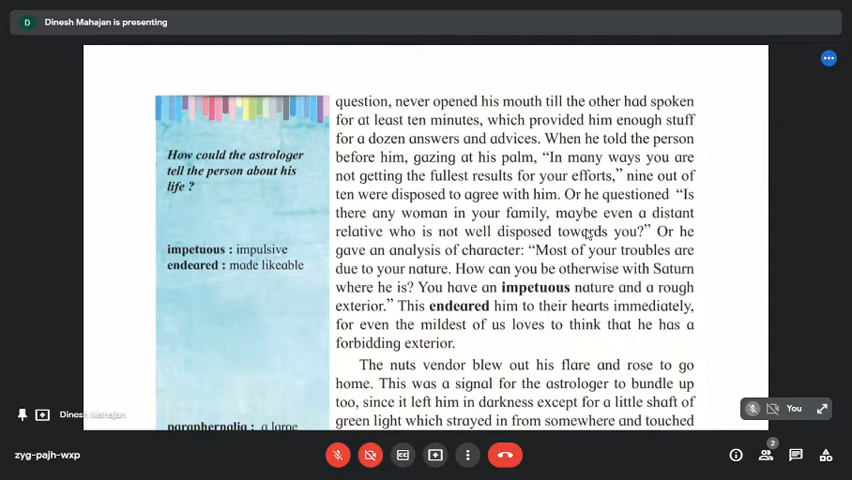 D Dinesh Mahajan is presenting
How could the astrologer
tell the person about his
life ?
impetuous : impulsive
endeared : made likeable
paraphernalia : a large
question, never opened his mouth till the other had spoken
for at least ten minutes, which provided him enough stuff
for a dozen answers and advices. When he told the person
before him, gazing at his palm, “In many ways you are
not getting the fullest results for your efforts,” nine out of
ten were disposed to agree with him. Or he questioned “Is
there any woman in your family, maybe even a distant
relative who is not well disposed towards you?” Or he
gave an analysis of character: “Most of your troubles are
due to your nature. How can you be otherwise with Saturn
where he is? You have an impetuous nature and a rough
exterior.” This endeared him to their hearts immediately,
for even the mildest of us loves to think that he has a
forbidding exterior.
The nuts vendor blew out his flare and rose to go
home. This was a signal for the astrologer to bundle up
too, since it left him in darkness except for a little shaft of
green light which strayed in from somewhere and touched
Dinesh Mahajan
You
zyg-pajh-wxp
2